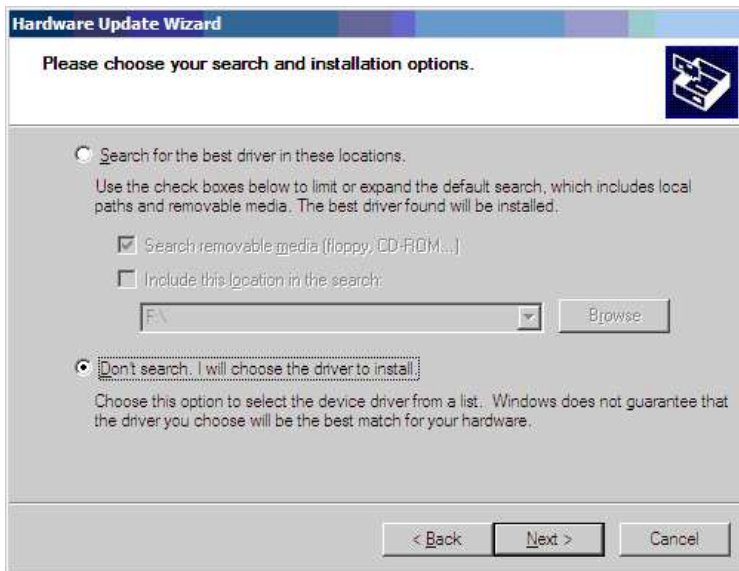 Hardware Update Wizard
Please choose your search and installation options.
Search for the best driver in these locations.
Use the check boxes below to limit or expand the default search, which includes local
paths and removable media. The best driver found will be installed.
Search removable media (floppy, CD-ROM...)
Include this location in the search:
F:\
Browse
Don't search. I will choose the driver to install.
Choose this option to select the device driver from a list. Windows does not guarantee that
the driver you choose will be the best match for your hardware.
< Back
Next >
Cancel